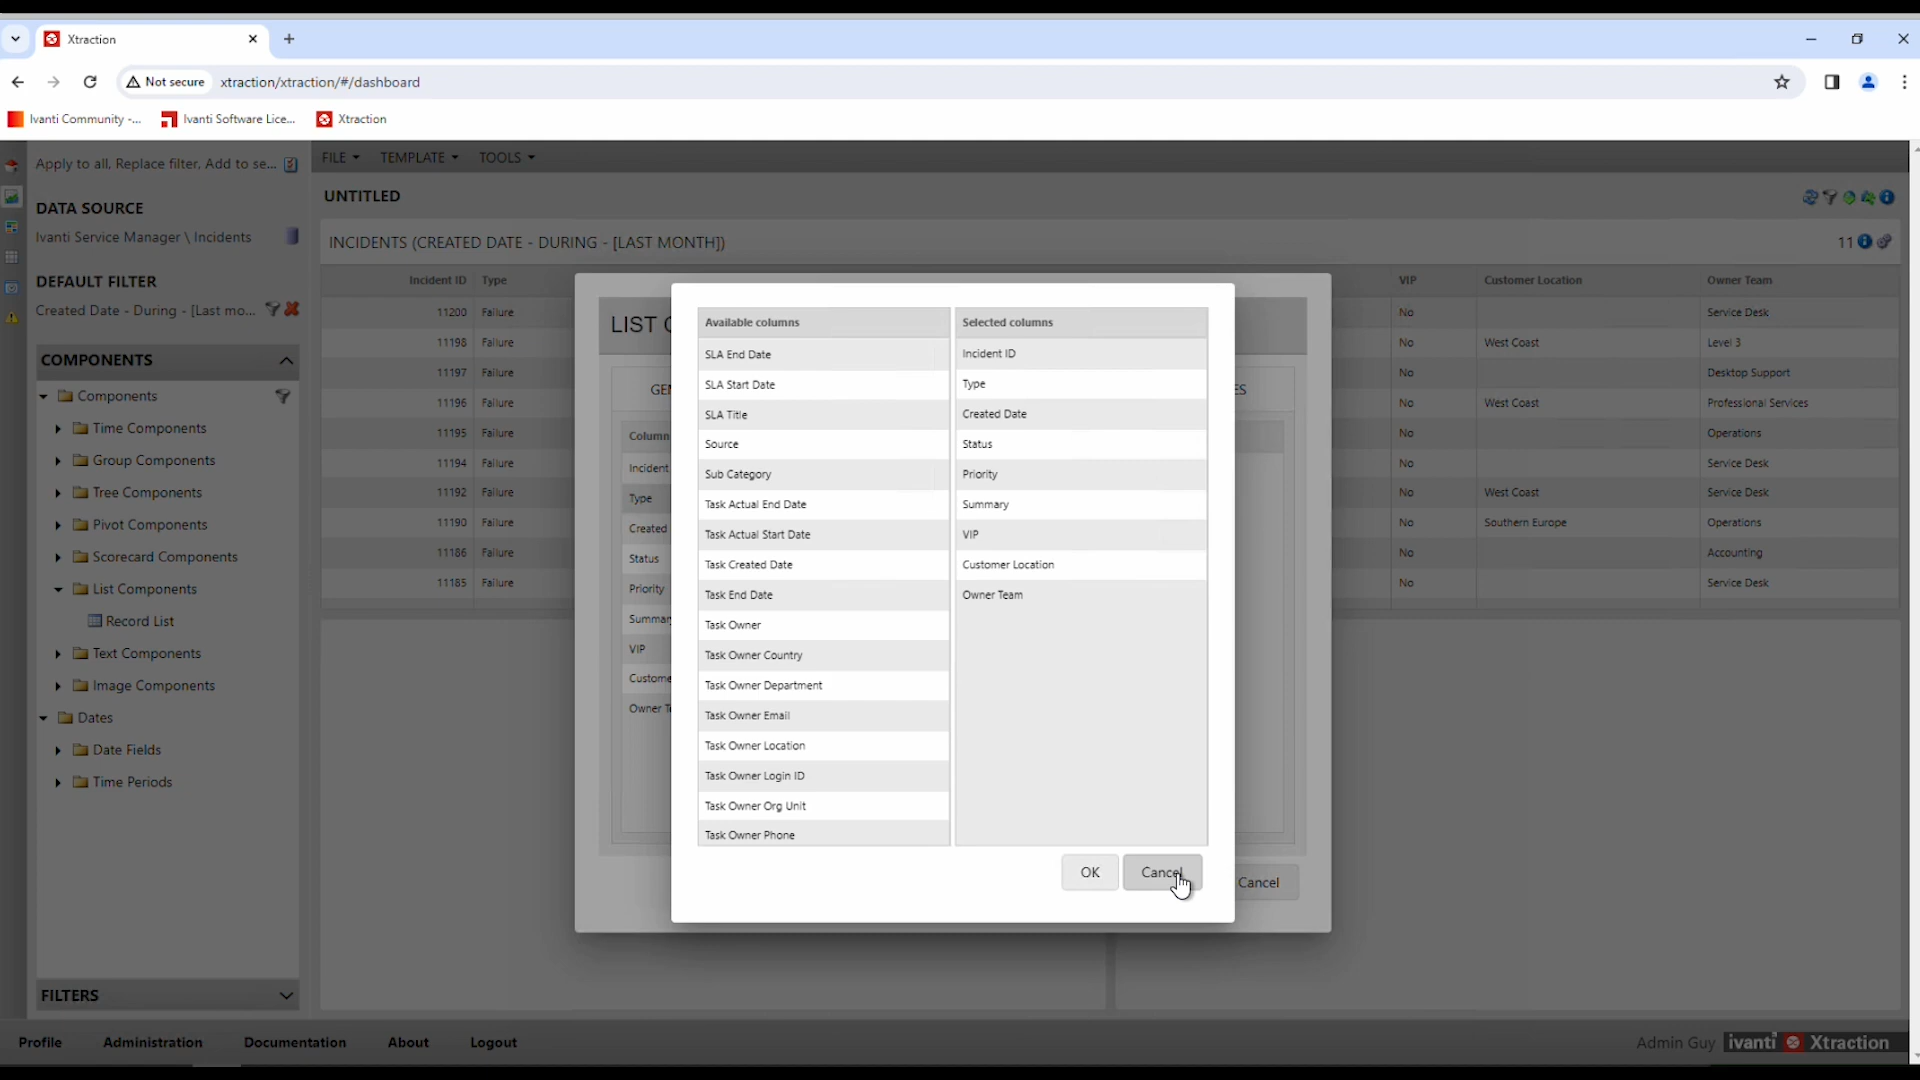 Xtraction
Not secure xtraction/xtraction/#/dashboard
Ivanti Community -... Ivanti Software Lice... Xtraction
Apply to all, Replace filter, Add to se...
FILE TEMPLATE TOOLS
DATA SOURCE
Ivanti Service Manager \ Incidents
DEFAULT FILTER
Created Date - During - [Last mo...
COMPONENTS
Components
Time Components
Group Components
Tree Components
Pivot Components
Scorecard Components
List Components
Record List
Text Components
Image Components
Dates
Date Fields
Time Periods
FILTERS
UNTITLED
INCIDENTS (CREATED DATE - DURING - [LAST MONTH]) 11
Incident ID Type VIP Customer Location Owner Team
11200 Failure No Service Desk
11198 Failure No West Coast Level 3
11197 Failure No Desktop Support
11196 Failure No West Coast Professional Services
11195 Failure No Operations
11194 Failure No Service Desk
11192 Failure No West Coast Service Desk
11190 Failure No Southern Europe Operations
11186 Failure No Accounting
11185 Failure No Service Desk
LIST
Column
Incident
Type
Created
Status
Priority
VIP
Cancel
Available columns
SLA End Date
SLA Start Date
SLA Title
Source
Sub Category
Task Actual End Date
Task Actual Start Date
Task Created Date
Task End Date
Task Owner
Task Owner Country
Task Owner Department
Task Owner Email
Task Owner Location
Task Owner Login ID
Task Owner Org Unit
Task Owner Phone
Selected columns
Incident ID
Type
Created Date
Status
Priority
Summary
VIP
Customer Location
Owner Team
OK Cancel
Profile Administration Documentation About Logout
Admin Guy ivanti Xtraction